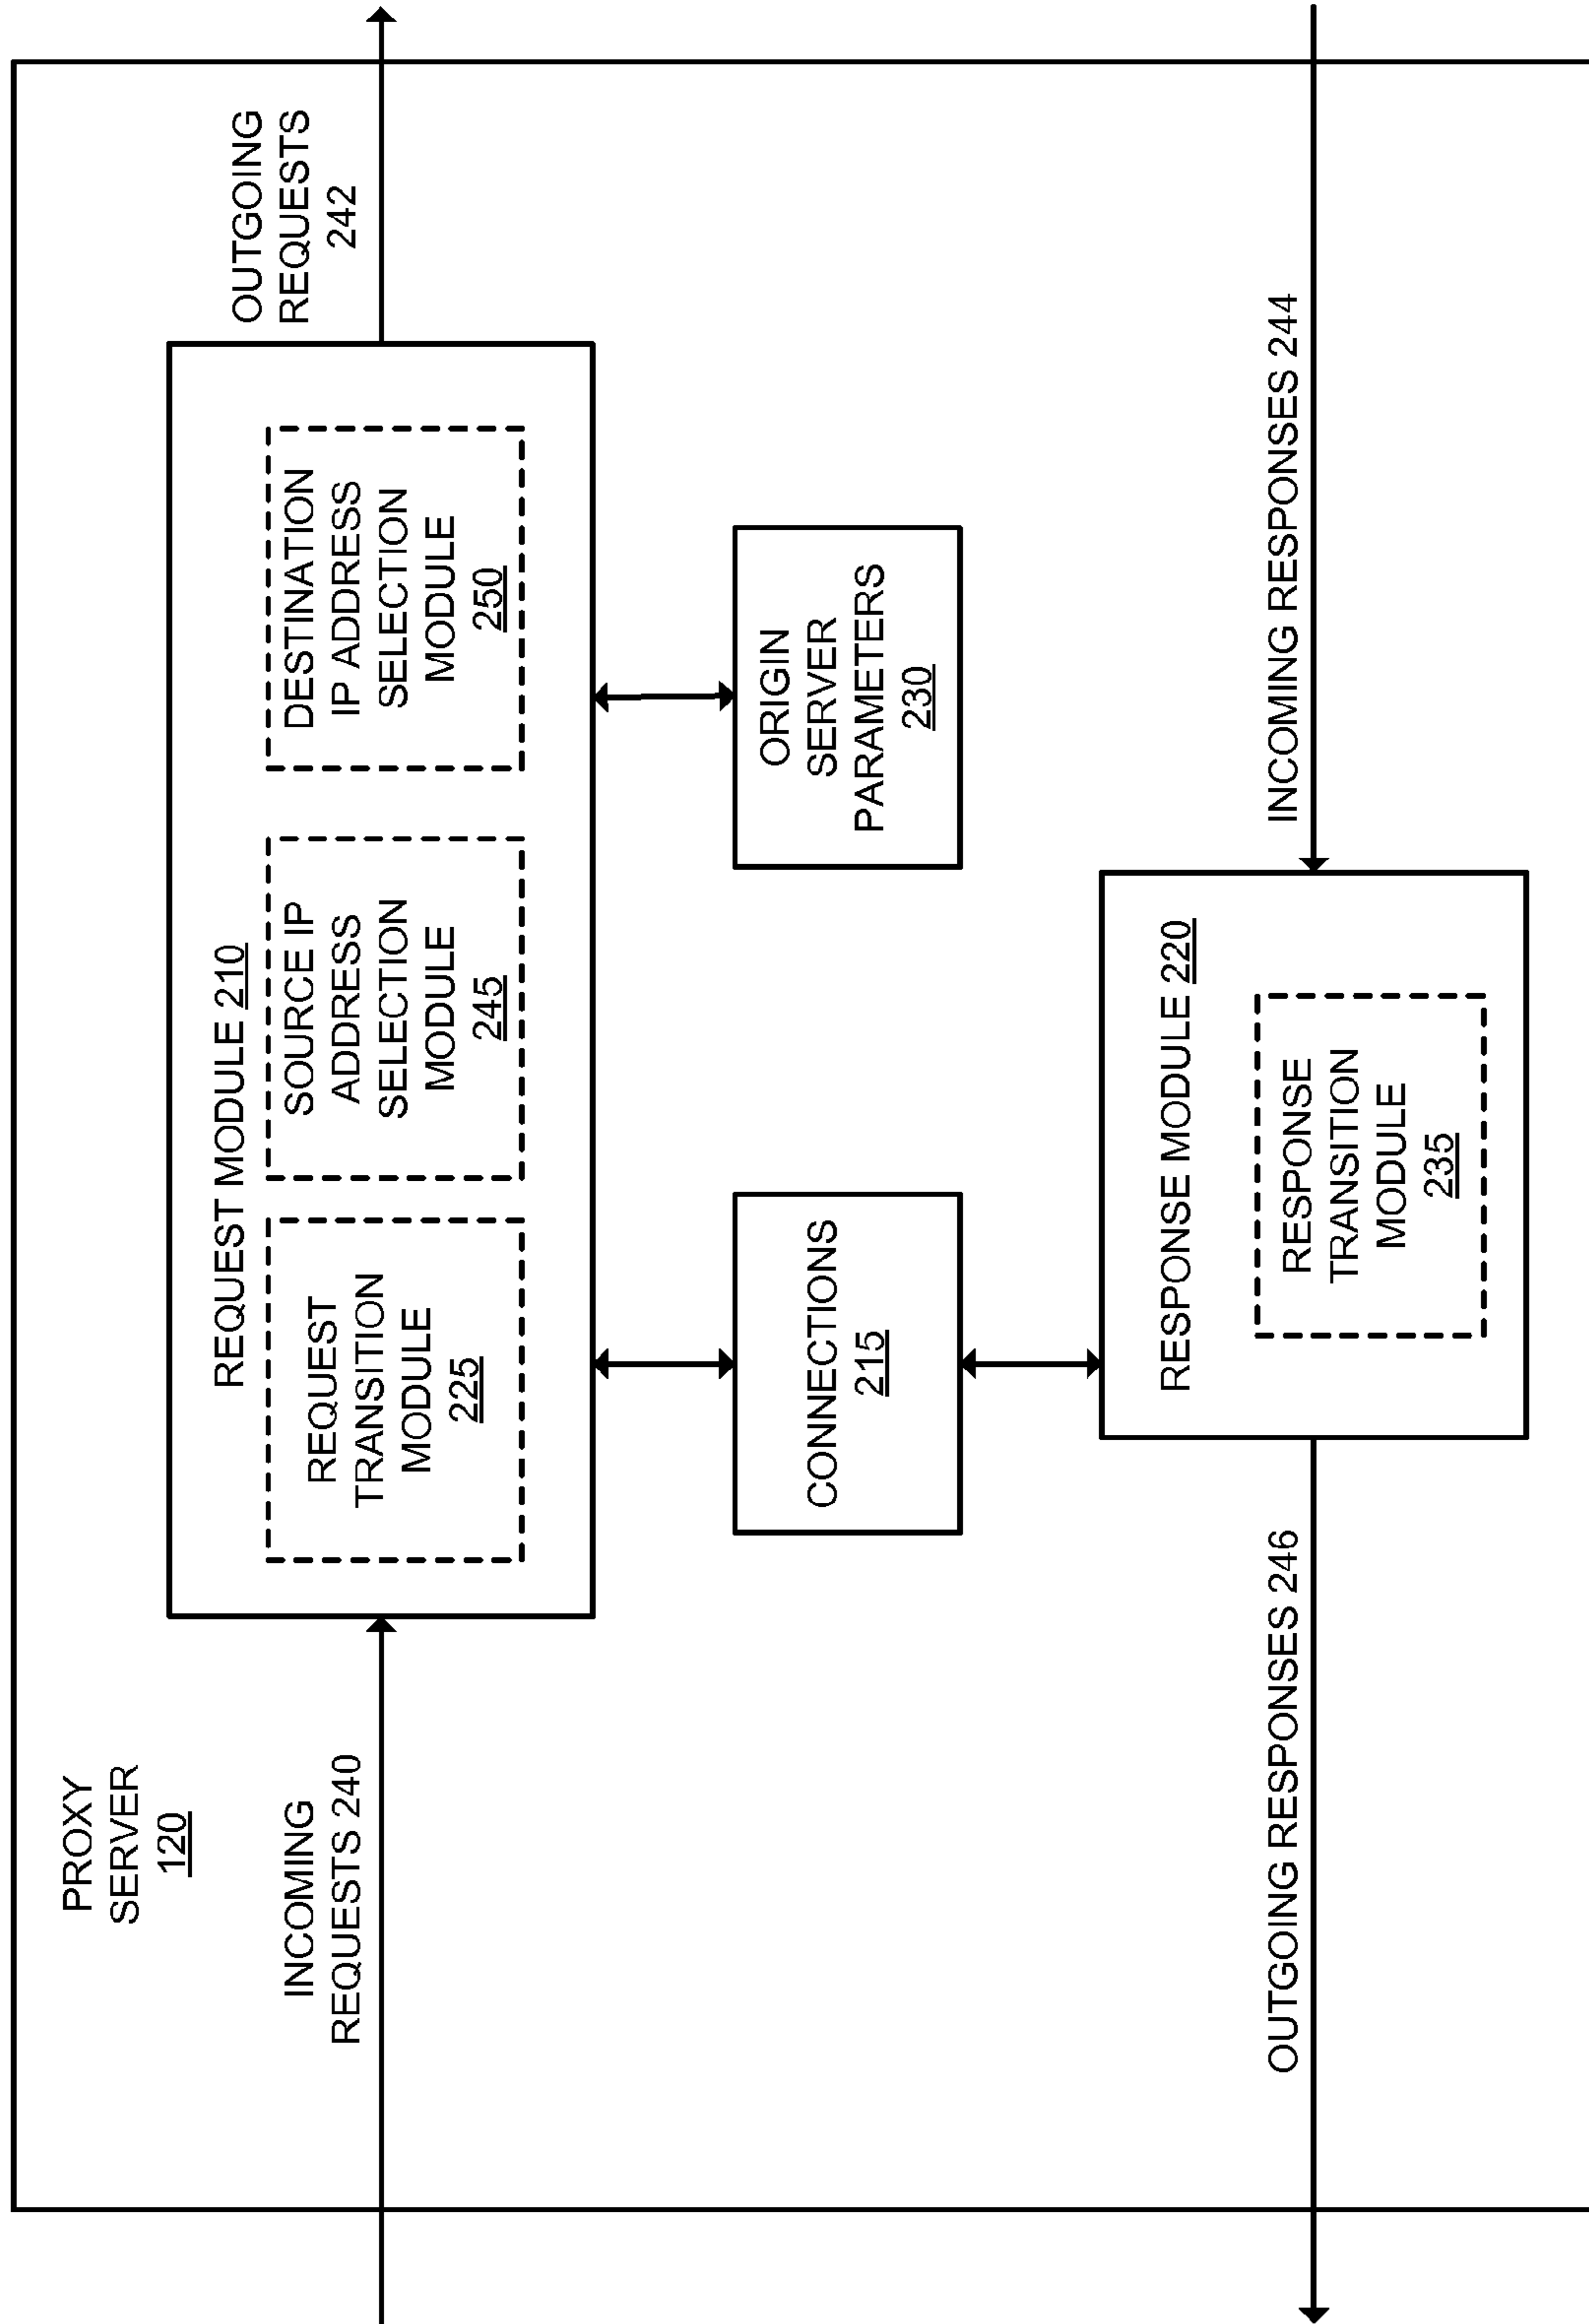 PROXY
SERVER
120
INCOMING
REQUESTS 240
REQUEST MODULE 210
REQUEST
TRANSITION
MODULE
225
SOURCE IP
ADDRESS
SELECTION
MODULE
245
DESTINATION
IP ADDRESS
SELECTION
MODULE
250
OUTGOING
REQUESTS
242
CONNECTIONS
215
ORIGIN
SERVER
PARAMETERS
230
OUTGOING RESPONSES 246
RESPONSE MODULE 220
RESPONSE
TRANSITION
MODULE
235
INCOMING RESPONSES 244